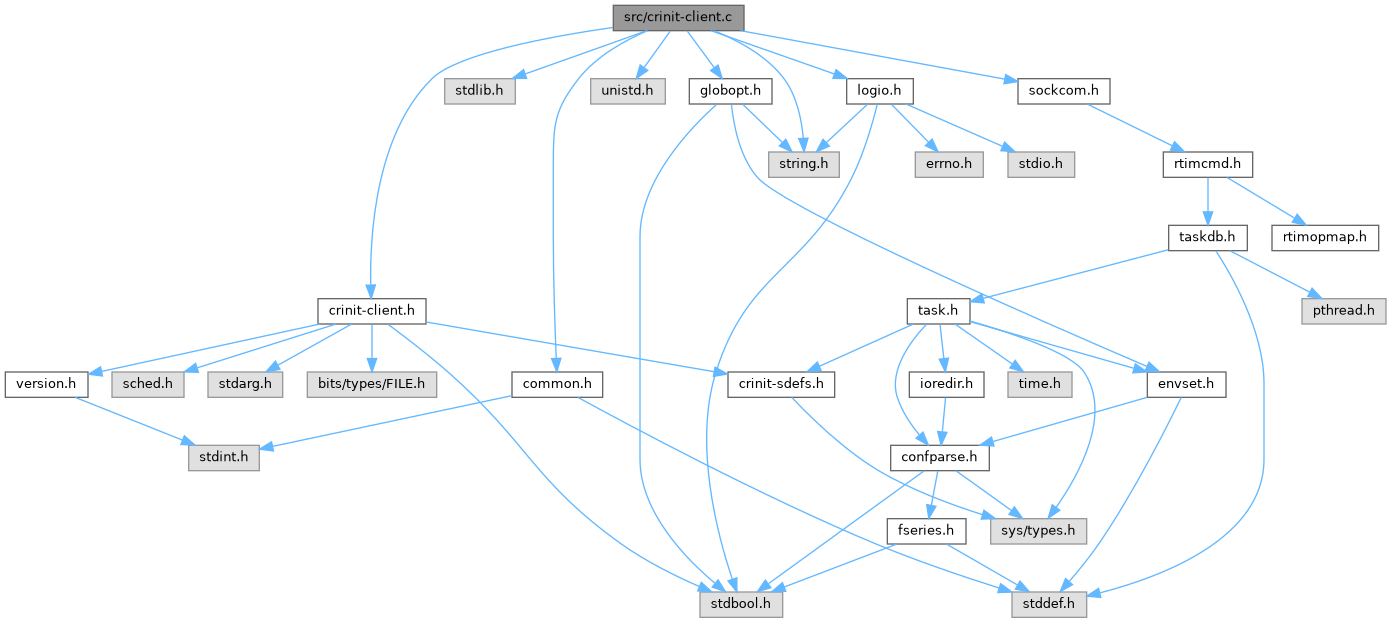 src/crinit-client.c
stdlib.h
unistd.h
globopt.h
logio.h
sockcom.h
string.h
errno.h
stdio.h
rtimcmd.h
taskdb.h
rtimopmap.h
crinit-client.h
task.h
pthread.h
version.h
sched.h
stdarg.h
bits/types/FILE.h
common.h
crinit-sdefs.h
ioredir.h
time.h
envset.h
stdint.h
confparse.h
fseries.h
sys/types.h
stdbool.h
stddef.h